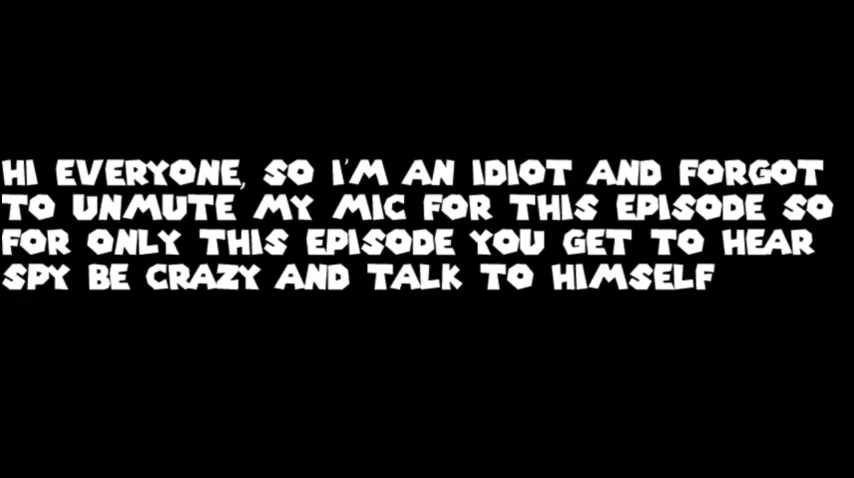 HI EVERYONE, SO I'M AN IDIOT AND FORGOT
TO UNMUTE MY MIC FOR THIS EPISODE SO
FOR ONLY THIS EPISODE YOU GET TO HEAR
SPY BE CRAZY AND TALK TO HIMSELF